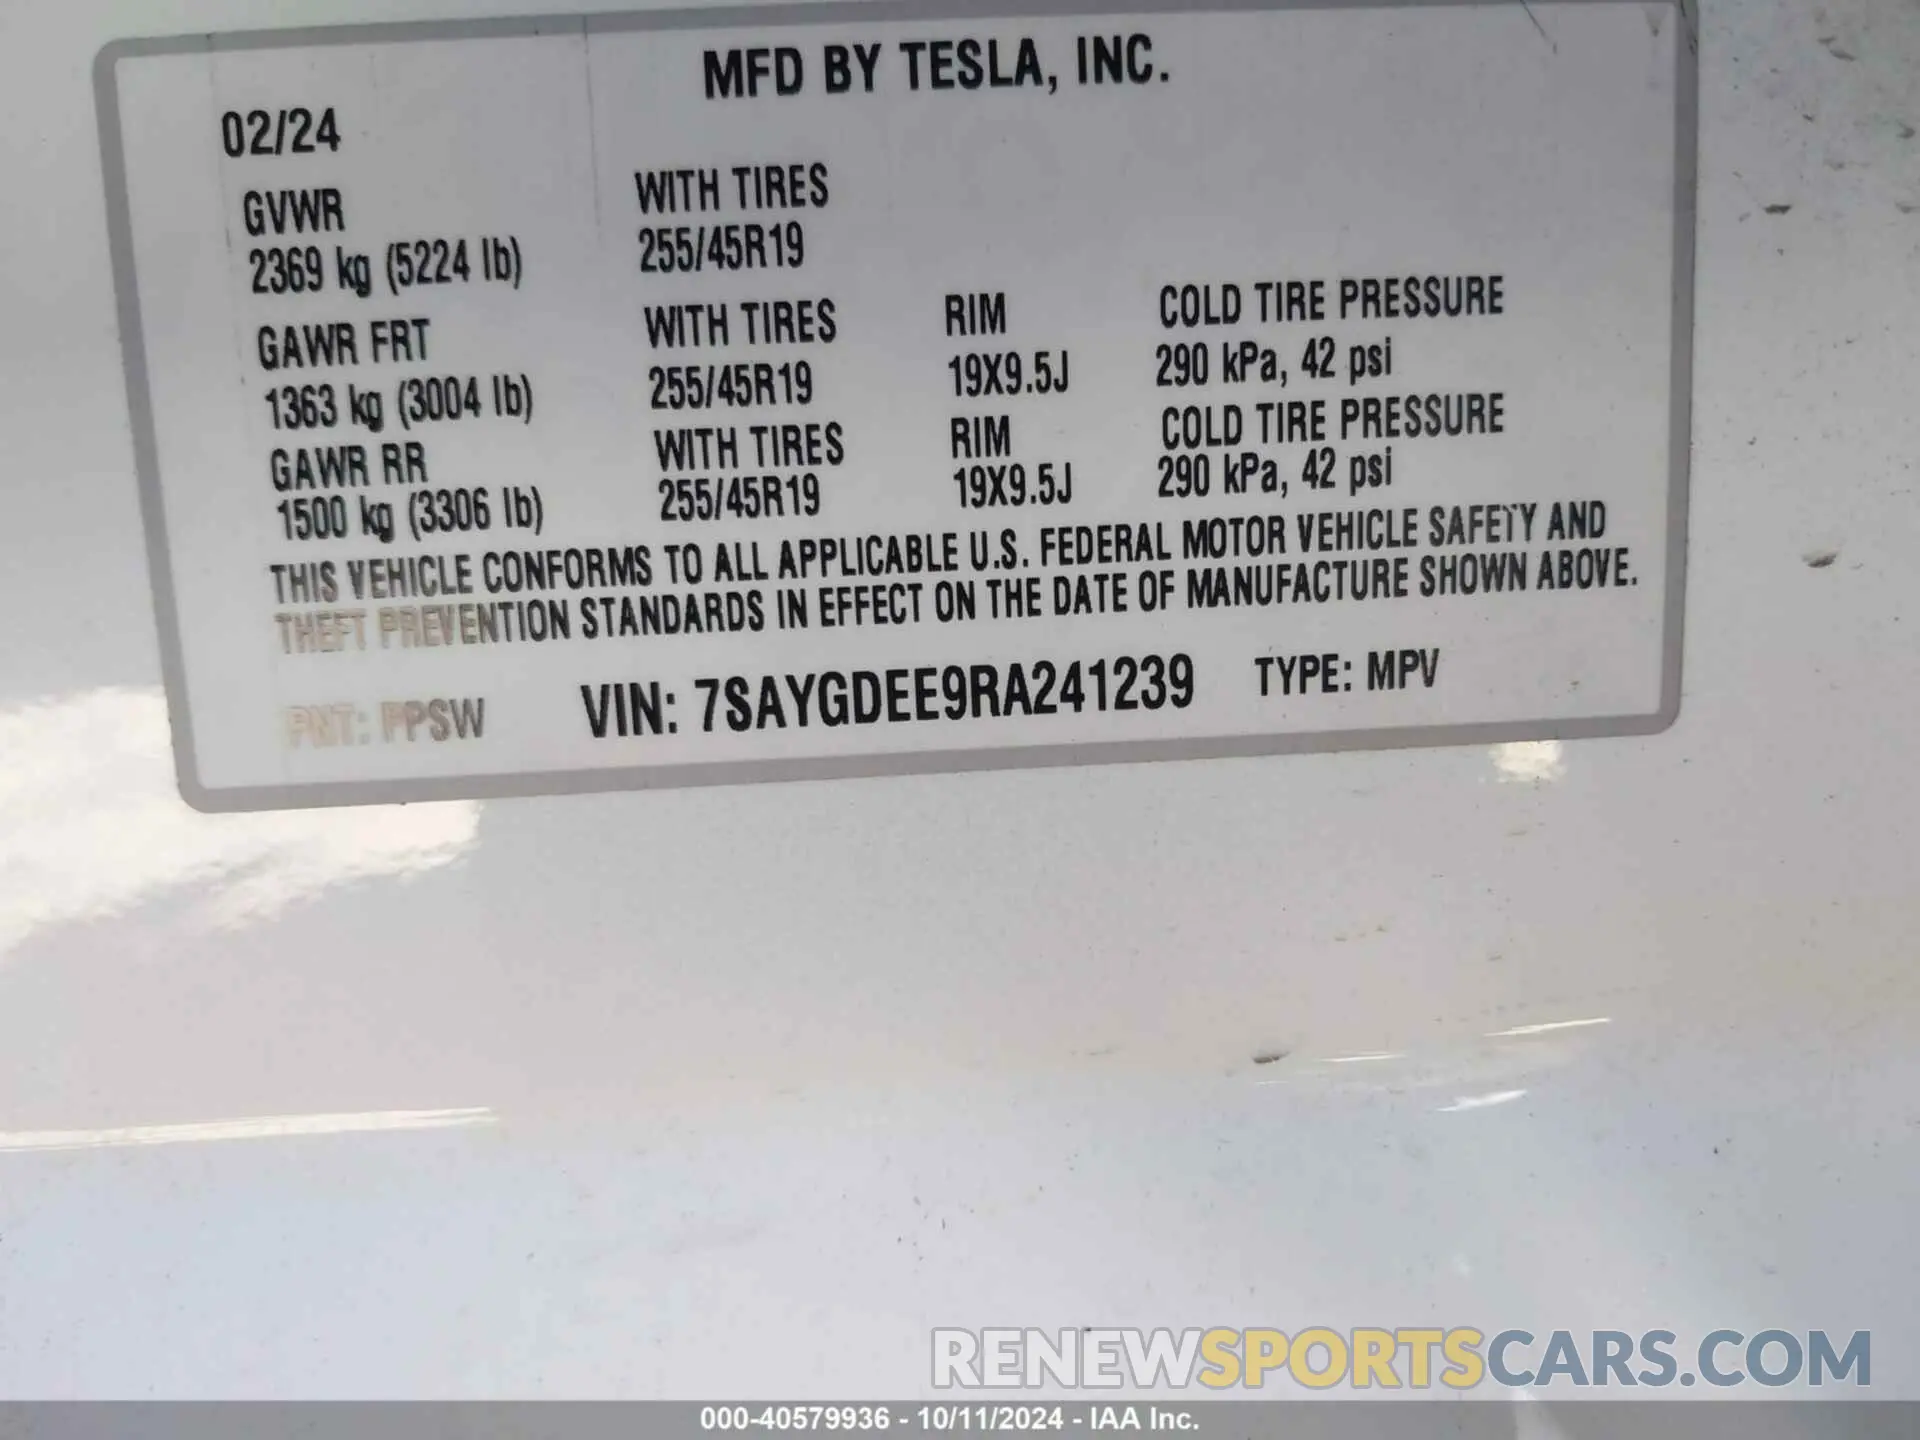 MFD BY TESLA, INC.
02/24
GVWR WITH TIRES
2369 kg (5224 lb) 255/45R19
GAWR FRT WITH TIRES RIM COLD TIRE PRESSURE
1363 kg (3004 lb) 255/45R19 19X9.5J 290 kPa, 42 psi
GAWR RR WITH TIRES RIM COLD TIRE PRESSURE
1500 kg (3306 lb) 255/45R19 19X9.5J 290 kPa, 42 psi
THIS VEHICLE CONFORMS TO ALL APPLICABLE U.S. FEDERAL MOTOR VEHICLE SAFETY AND
THEFT PREVENTION STANDARDS IN EFFECT ON THE DATE OF MANUFACTURE SHOWN ABOVE.
PNT: PPSW VIN: 7SAYGDEE9RA241239 TYPE: MPV
RENEWSPORTSCARS.COM
000-40579936 - 10/11/2024 - IAA Inc.